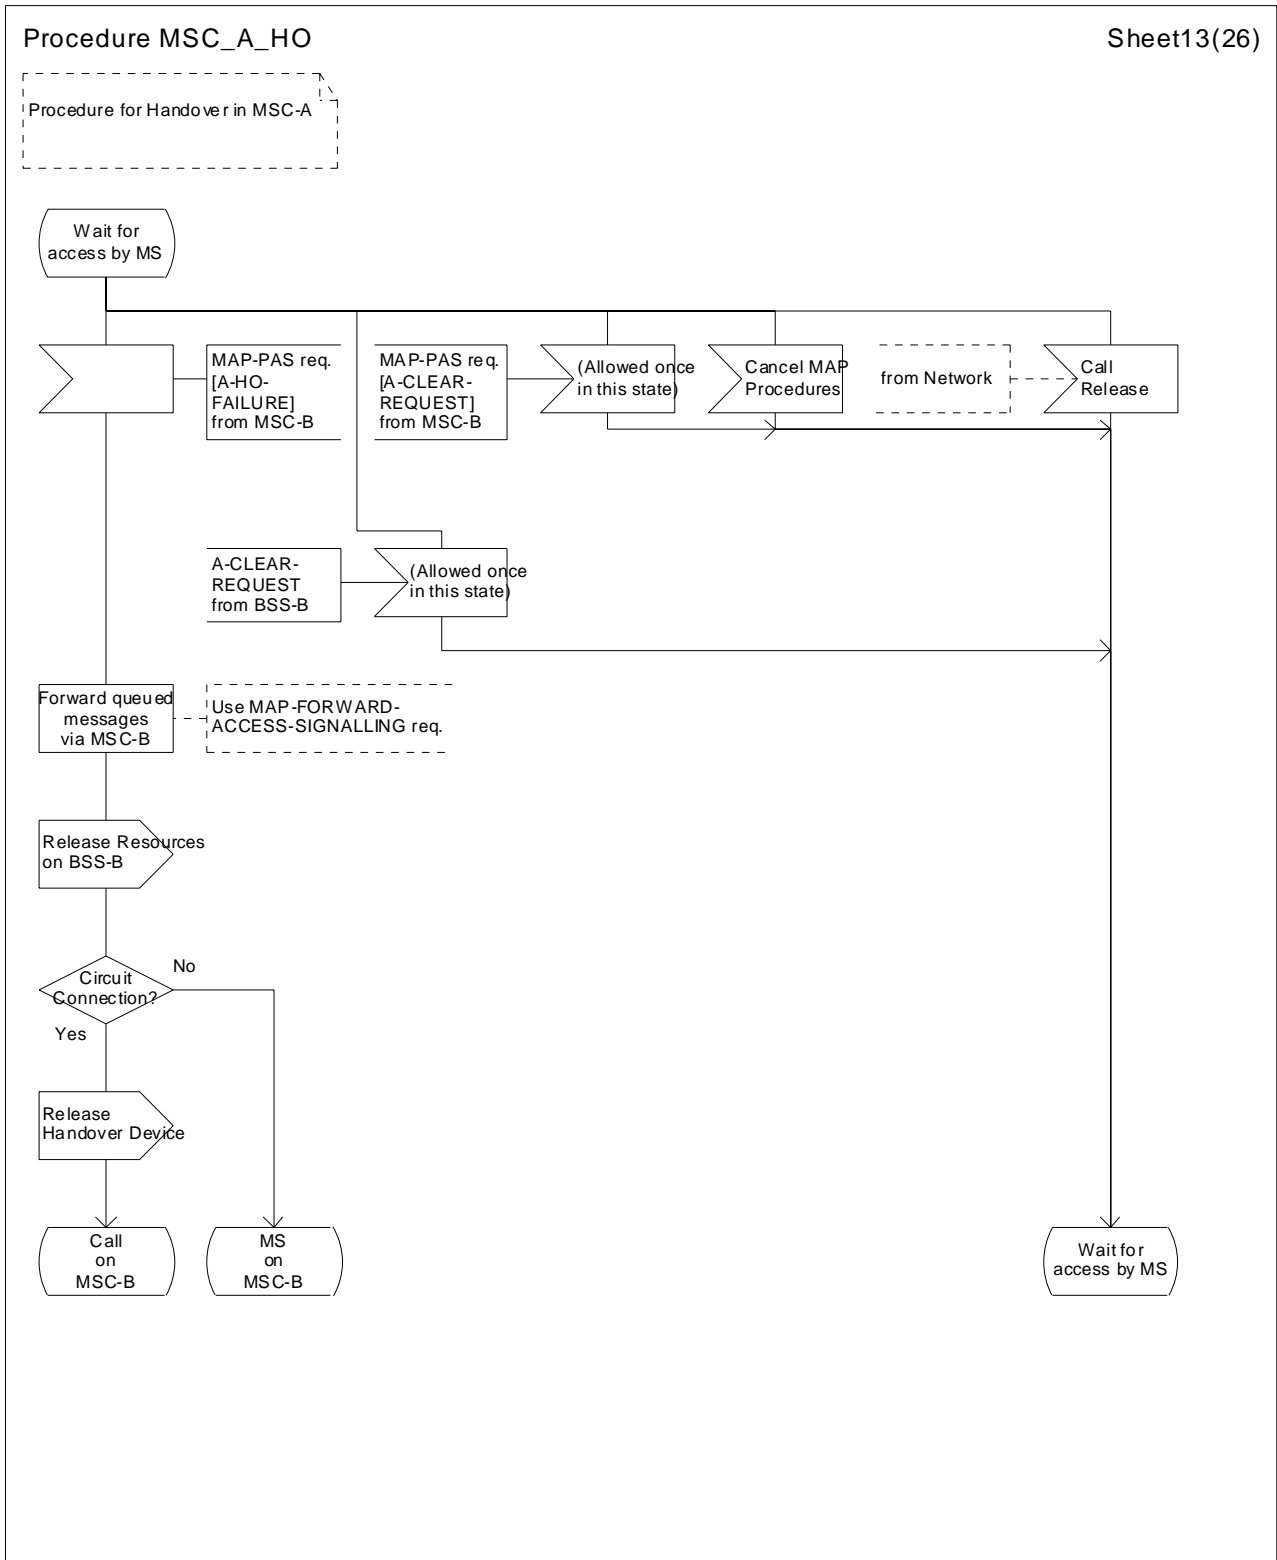 Procedure MSC_A_HO
Sheet13(26)
Procedure for Handover in MSC-A
Wait for
access by MS
MAP-PAS req.
[A-HO-
FAILURE]
from MSC-B
MAP-PAS req.
[A-CLEAR-
REQUEST]
from MSC-B
(Allowed once
in this state)
Cancel MAP
Procedures
from Network
Call
Release
A-CLEAR-
REQUEST
from BSS-B
(Allowed once
in this state)
Forward queued
messages
via MSC-B
Use MAP-FORWARD-
ACCESS-SIGNALLING req.
Release Resources
on BSS-B
Circuit
Connection?
No
Yes
Release
Handover Device
Call
on
MSC-B
MS
on
MSC-B
Wait for
access by MS